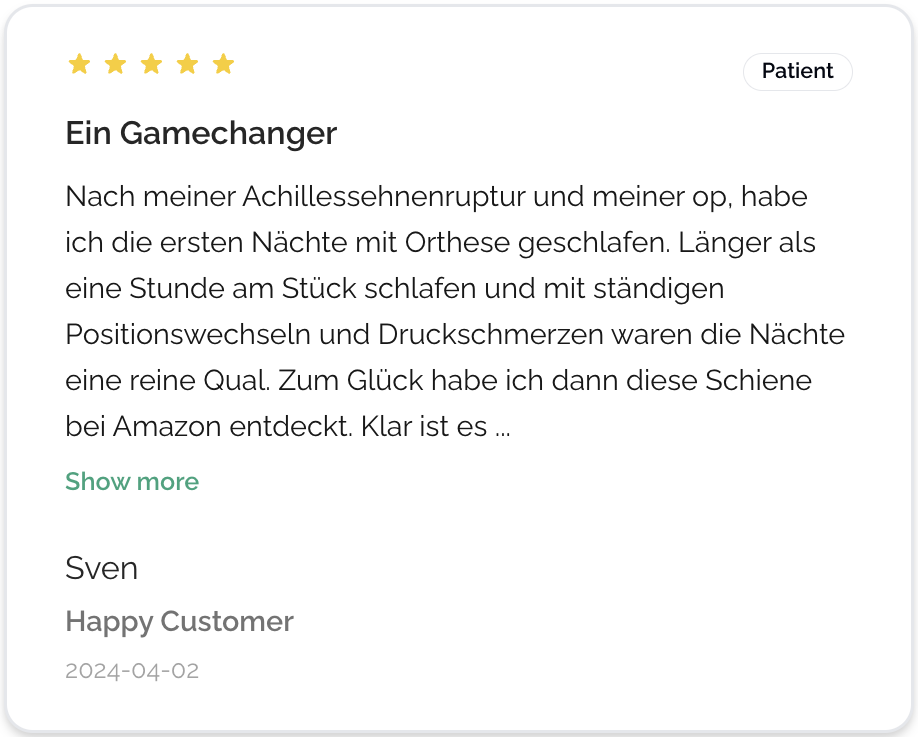 Patient
Ein Gamechanger
Nach meiner Achillessehnenruptur und meiner op, habe
ich die ersten Nächte mit Orthese geschlafen. Länger als
eine Stunde am Stück schlafen und mit ständigen
Positionswechseln und Druckschmerzen waren die Nächte
eine reine Qual. Zum Glück habe ich dann diese Schiene
bei Amazon entdeckt. Klar ist es ...
Show more
Sven
Happy Customer
2024-04-02